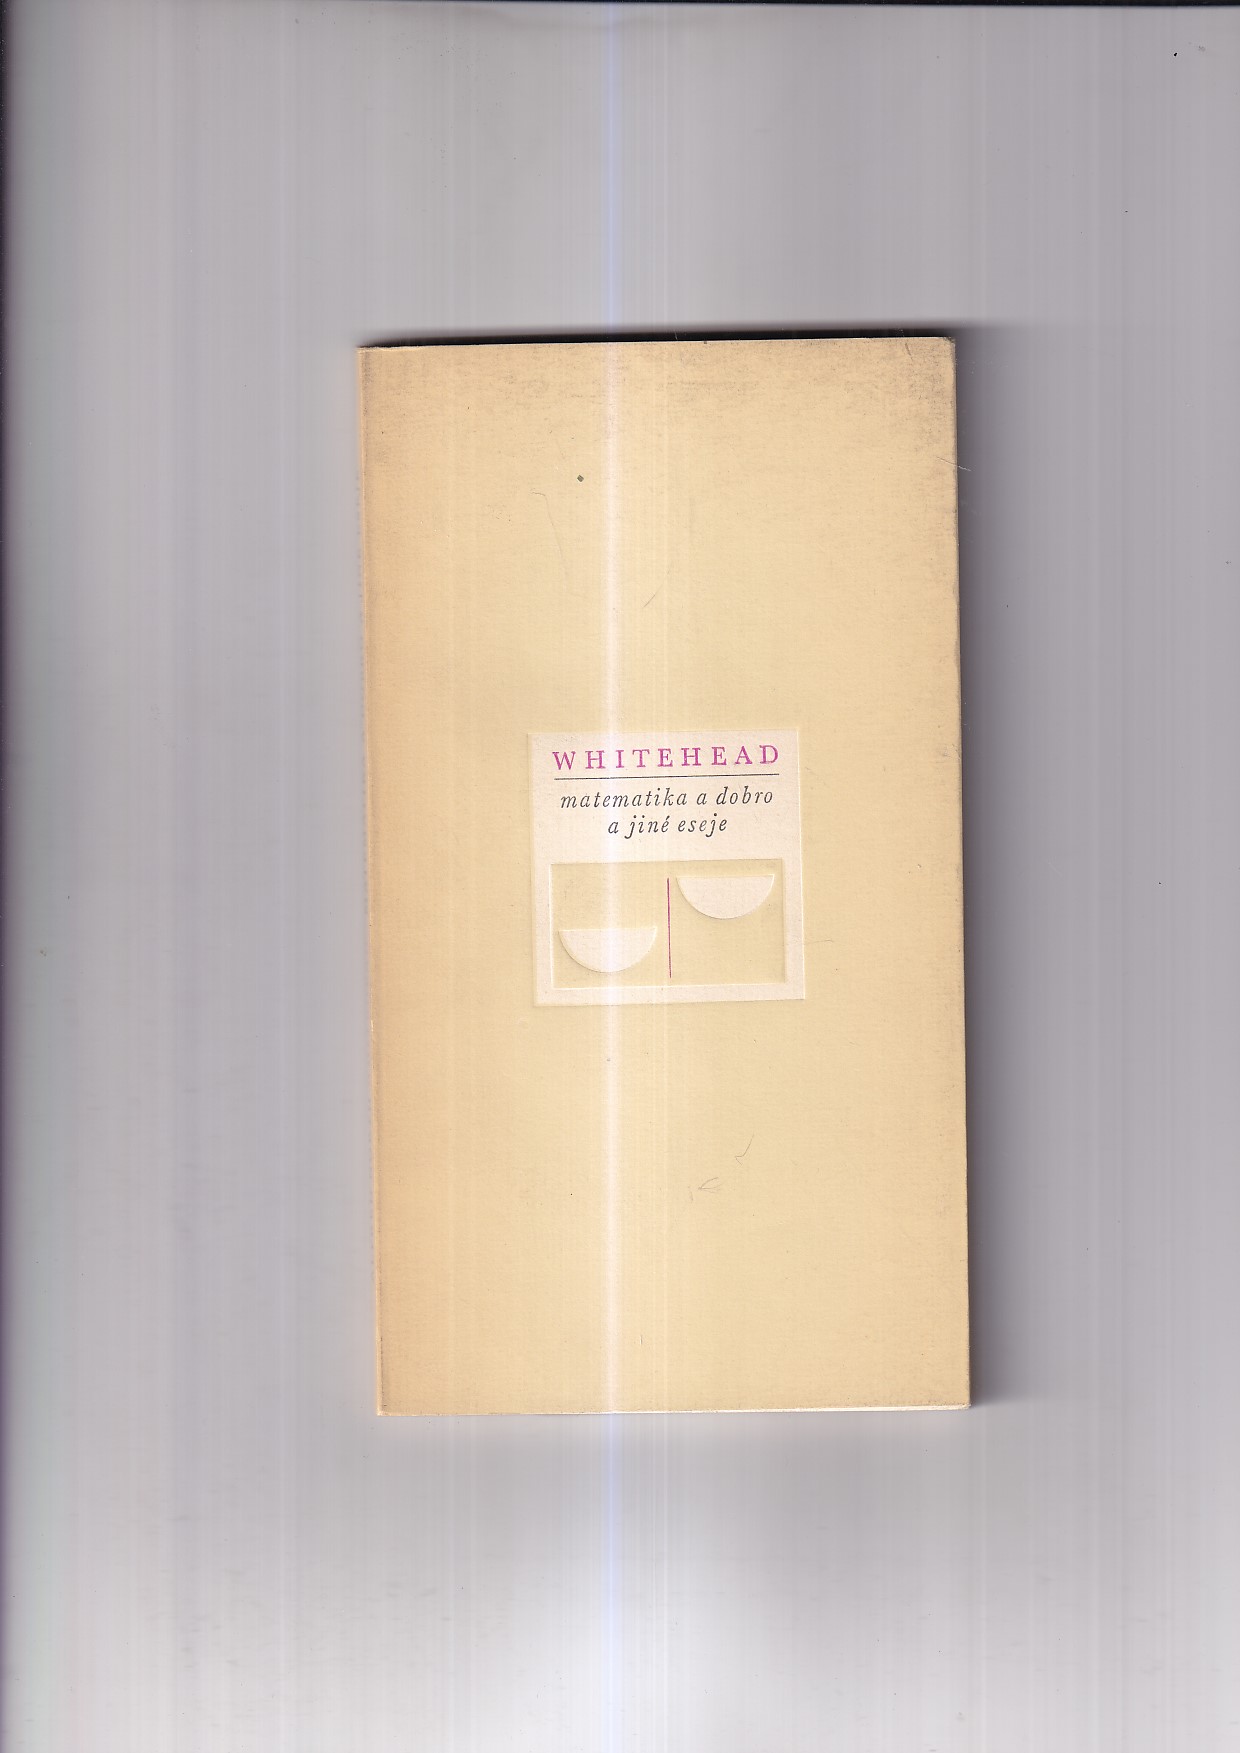 WHITEHEAD
matematika a dobro
a jiné eseje